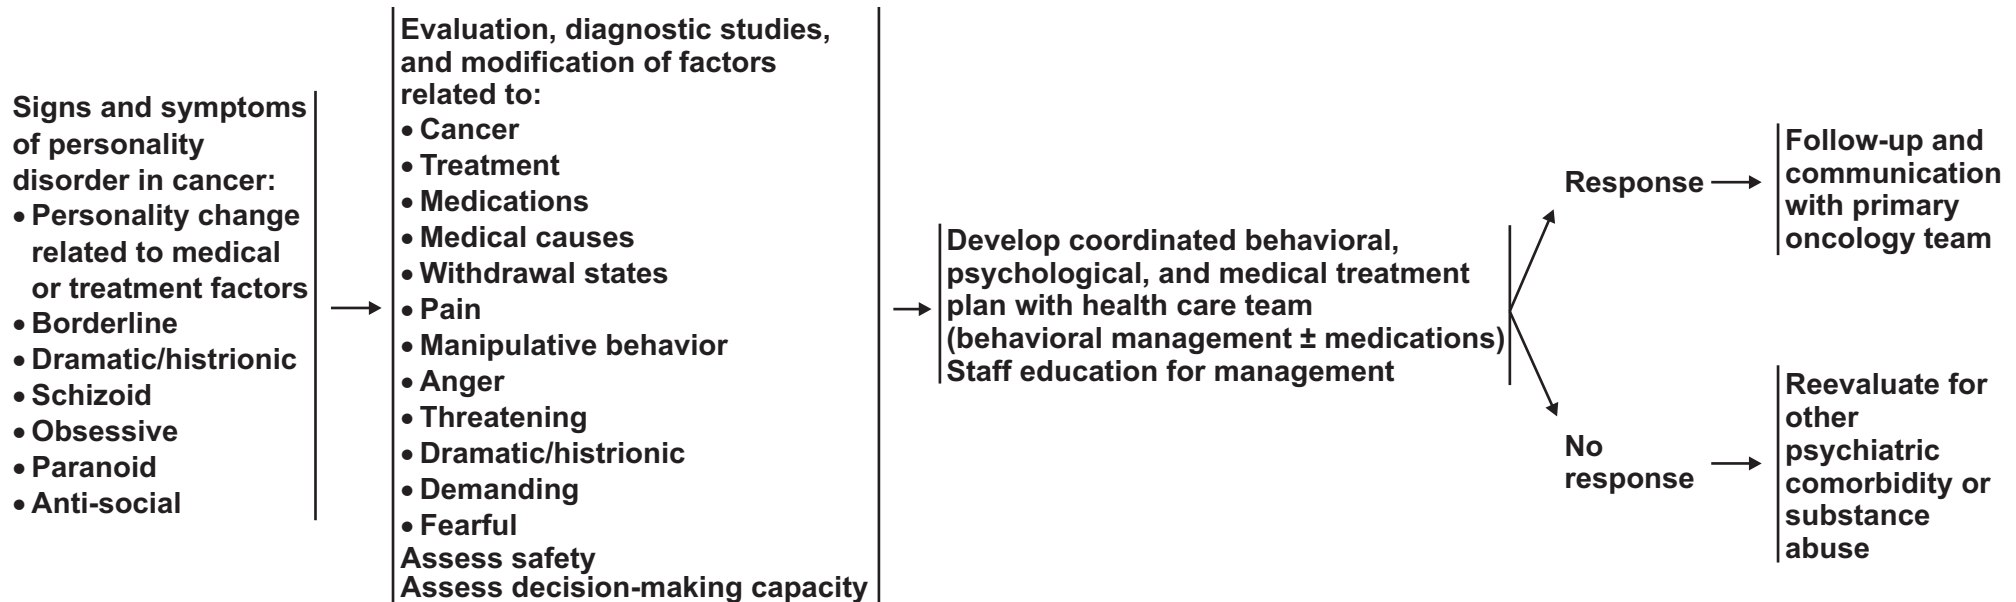 Signs and symptoms
of personality
disorder in cancer:
• Personality change
related to medical
or treatment factors
• Borderline
• Dramatic/histrionic
• Schizoid
• Obsessive
• Paranoid
• Anti-social
Evaluation, diagnostic studies,
and modification of factors
related to:
• Cancer
• Treatment
• Medications
• Medical causes
• Withdrawal states
• Pain
• Manipulative behavior
• Anger
• Threatening
• Dramatic/histrionic
• Demanding
• Fearful
Assess safety
Assess decision-making capacity
Develop coordinated behavioral,
psychological, and medical treatment
plan with health care team
(behavioral management ± medications)
Staff education for management
Response
Follow-up and
communication
with primary
oncology team
No
response
Reevaluate for
other
psychiatric
comorbidity or
substance
abuse